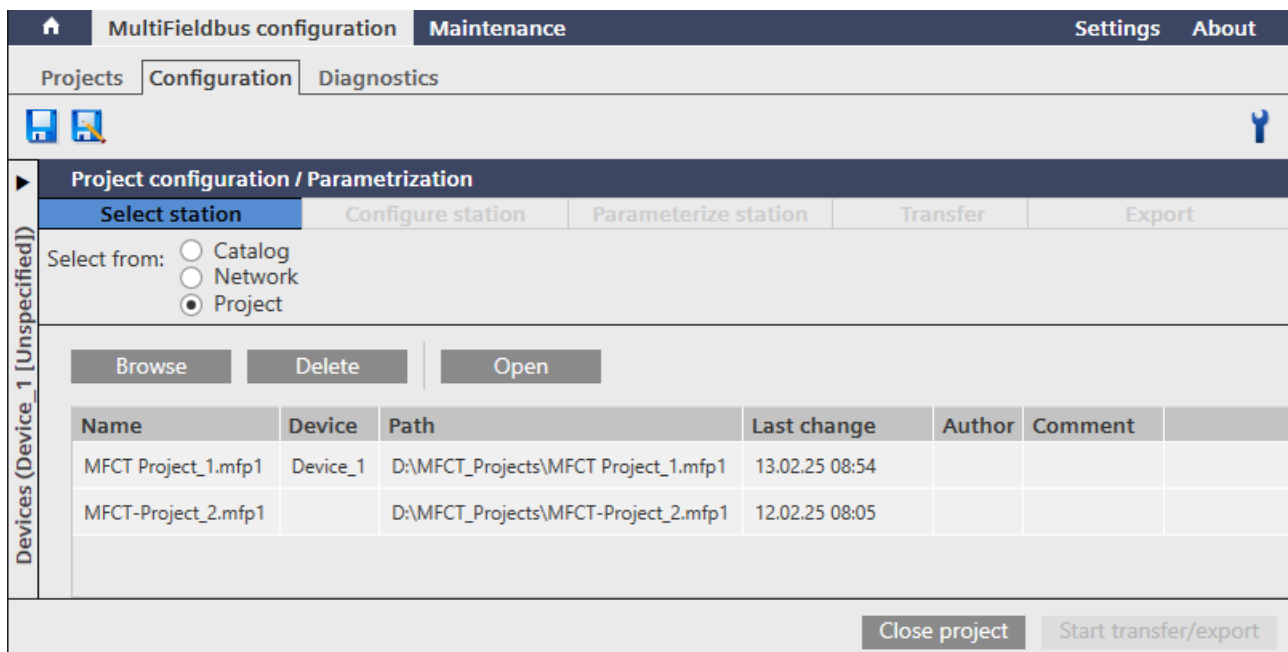 MultiFieldbus configuration Maintenance Settings About
Projects Configuration Diagnostics
Project configuration / Parametrization
Select station Configure station Parameterize station Transfer Export
Devices (Device_1 [Unspecified])
Select from:
Catalog
Network
Project
Browse Delete Open
Name Device Path Last change Author Comment
MFCT Project_1.mfp1 Device_1 D:\MFCT_Projects\MFCT Project_1.mfp1 13.02.25 08:54
MFCT-Project_2.mfp1 D:\MFCT_Projects\MFCT-Project_2.mfp1 12.02.25 08:05
Close project Start transfer/export